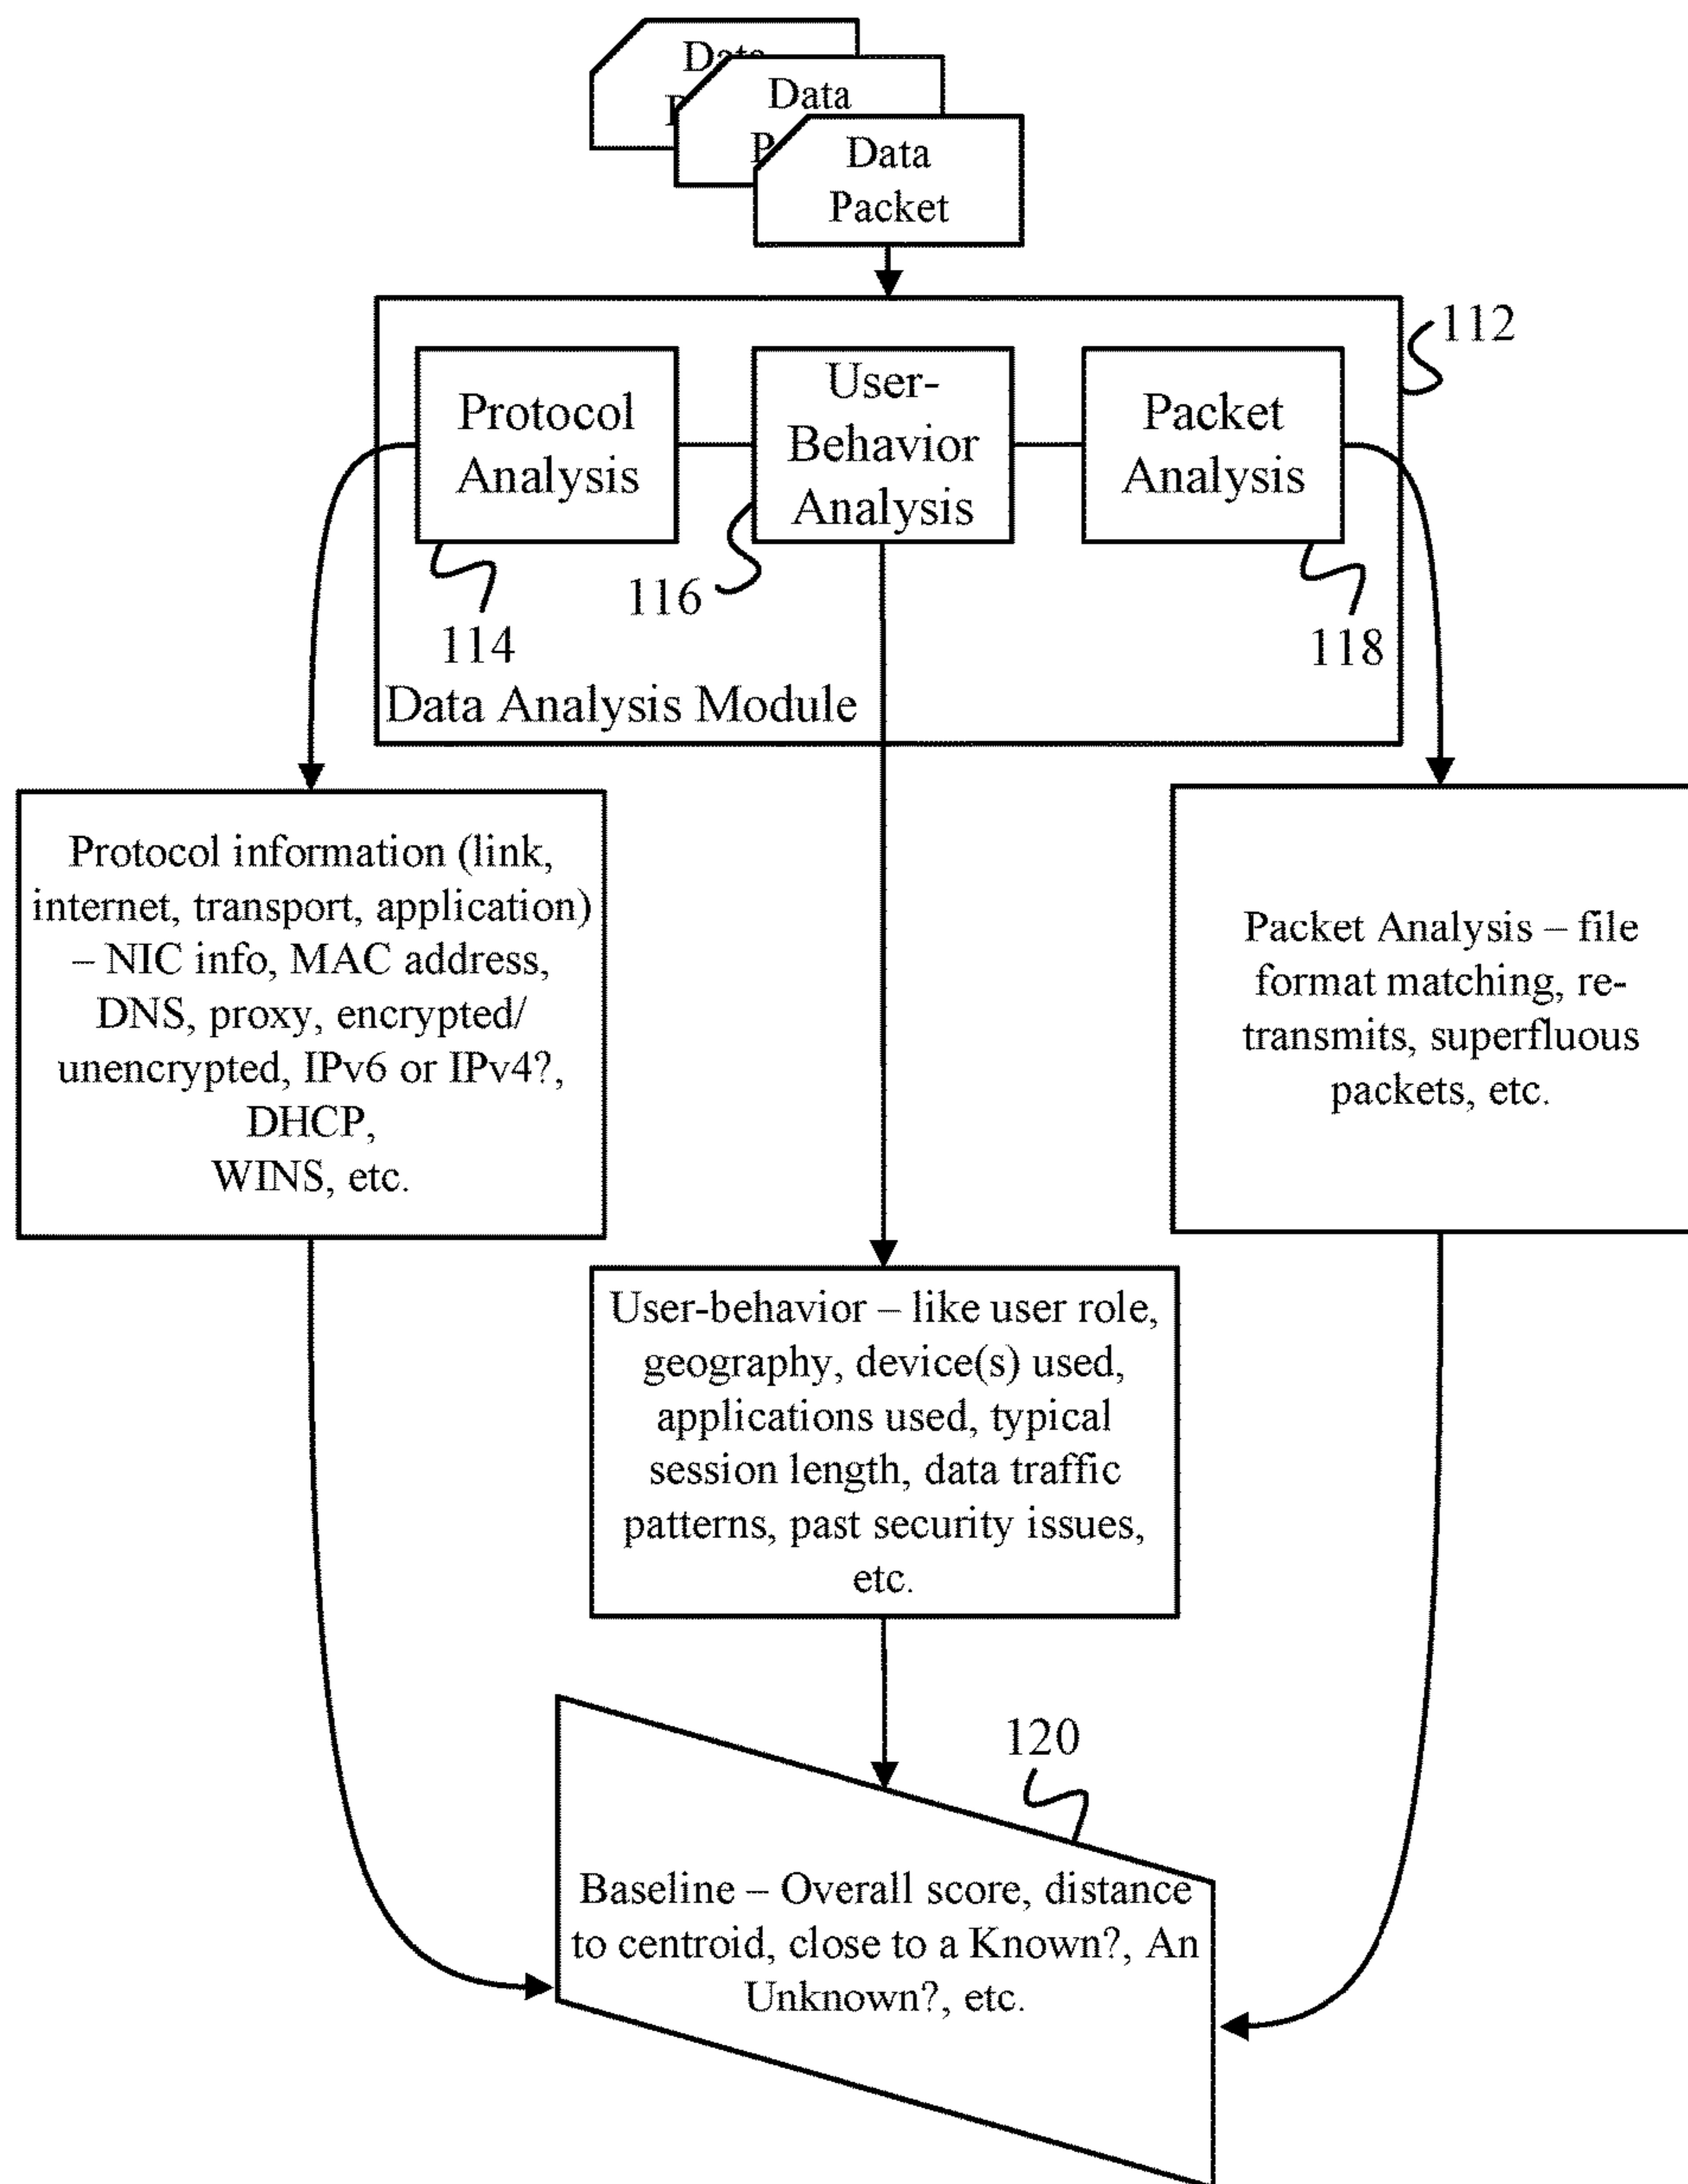 Data
Data
P
Data
Packet
112
Protocol
Analysis
User-
Behavior
Analysis
Packet
Analysis
116
114
118
Data Analysis Module
Protocol information (link,
internet, transport, application)
– NIC info, MAC address,
DNS, proxy, encrypted/
unencrypted, IPv6 or IPv4?,
DHCP,
WINS, etc.
Packet Analysis – file
format matching, re-
transmits, superfluous
packets, etc.
User-behavior – like user role,
geography, device(s) used,
applications used, typical
session length, data traffic
patterns, past security issues,
etc.
120
Baseline – Overall score, distance
to centroid, close to a Known?, An
Unknown?, etc.